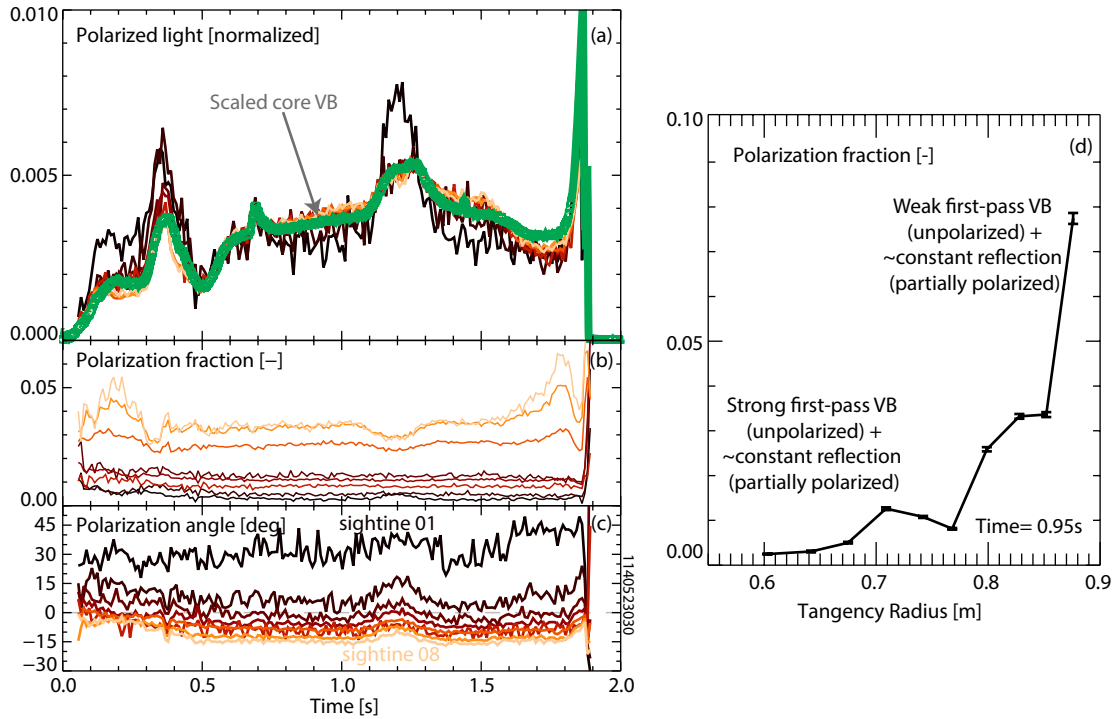 0.010
Polarized light [normalized]
(a)
Scaled core VB
0.005
0.000
Polarization fraction [−]
(b)
0.05
0.00
Polarization angle [deg]
sightine 01
(c)
45
30
15
0
−15
−30
sightine 08
1140523030
0.0
0.5
1.0
1.5
2.0
Time [s]
0.10
Polarization fraction [-]
(d)
Weak first-pass VB
(unpolarized) +
~constant reflection
(partially polarized)
0.05
Strong first-pass VB
(unpolarized) +
~constant reflection
(partially polarized)
Time= 0.95s
0.00
0.6
0.7
0.8
0.9
Tangency Radius [m]